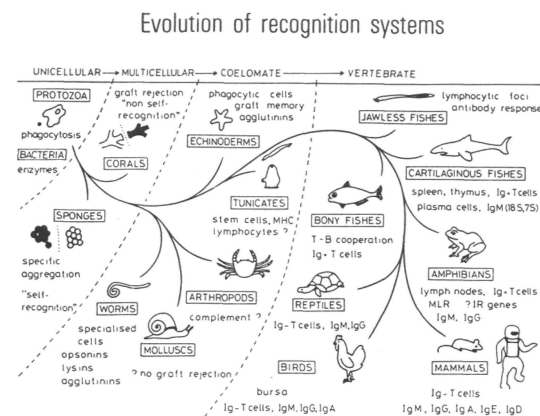 Evolution of recognition systems
UNICELLULAR → MULTICELLULAR → COELOMATE → VERTEBRATE
PROTOZOA
phagocytosis
BACTERIA
enzymes
graft rejection
"non self-
recognition"
CORALS
SPONGES
specific
aggregation
"self-
recognition"
phagocytic cells
graft memory
agglutinins
ECHINODERMS
TUNICATES
stem cells, MHC
lymphocytes ?
WORMS
specialised
cells
opsonins
lysins
agglutinins
MOLLUSCS
? no graft rejection
ARTHROPODS
complement ?
lymphocytic foci
antibody response
JAWLESS FISHES
CARTILAGINOUS FISHES
spleen, thymus, Ig+Tcells
plasma cells, IgM(18S,7S)
BONY FISHES
T-B cooperation
Ig+ T cells
AMPHIBIANS
lymph nodes, Ig+Tcells
MLR ? IR genes
IgM, IgG
REPTILES
Ig-Tcells, IgM,IgG
BIRDS
bursa
Ig-Tcells, IgM,IgG,IgA
MAMMALS
Ig-Tcells
IgM, IgG, IgA, IgE, IgD